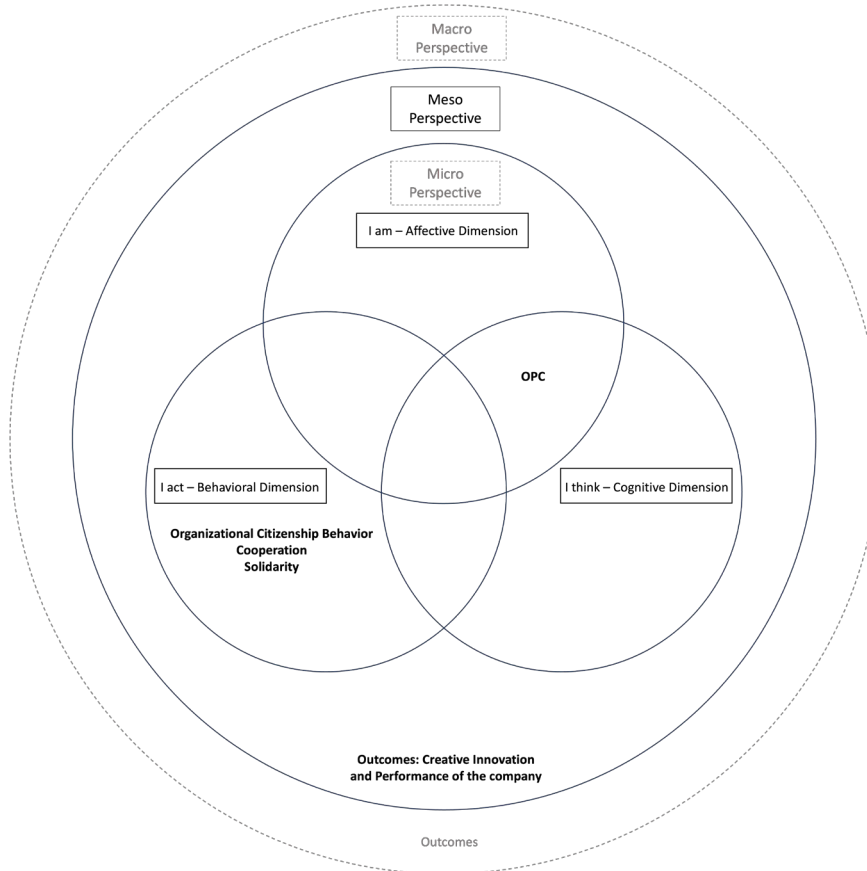 Macro
Perspective
Meso
Perspective
Micro
Perspective
I am – Affective Dimension
OPC
I act – Behavioral Dimension
I think – Cognitive Dimension
Organizational Citizenship Behavior
Cooperation
Solidarity
Outcomes: Creative Innovation
and Performance of the company
Outcomes